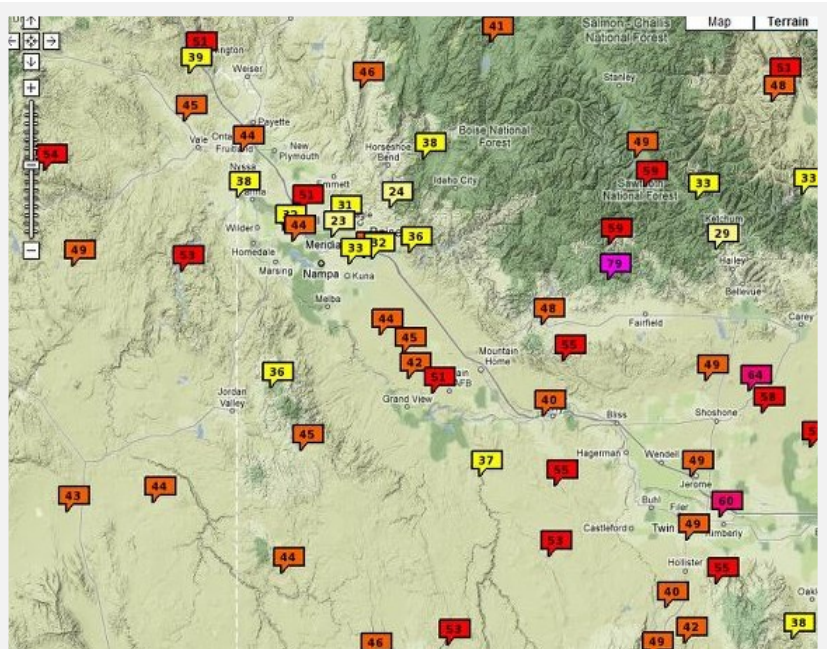 41
Salmon - Challis
National Forest
Map
Terrain
51
39
Weiser
46
Stanley
51
48
45
Payette
44
Vale
New
Plymouth
Horseshoe
Bend
38
Boise National
Forest
49
54
Nyssa
38
51
Emmett
24
Idaho City
59
National Forest
33
33
31
23
44
Wilder
33
32
36
59
Ketchum
29
49
53
Homedale
Marsing
Nampa
Kuna
79
Hailey
Bellevue
Melba
44
45
48
Fairfield
Carey
55
42
51
Mountain
Home
36
Jordan
Valley
Grand View
40
49
64
58
Bliss
Shoshone
45
37
55
Hagerman
Wendell
49
Jerome
43
44
Buhl
Filer
60
Castleford
Twin
49
Kimberly
53
44
Hollister
55
40
38
46
53
42
49